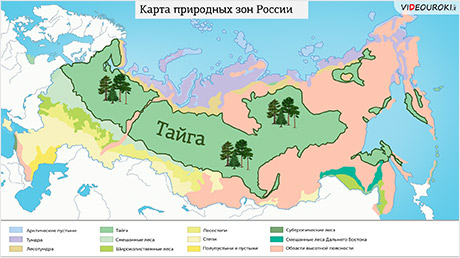 Карта природных зон России
VIDEOUROKI
Тайга
Арктические пустыни
Тундра
Лесотундра
Тайга
Смешанные леса
Широколиственные леса
Лесостепи
Степи
Полупустыни и пустыни
Субтропические леса
Смешанные леса Дальнего Востока
Области высотной поясности